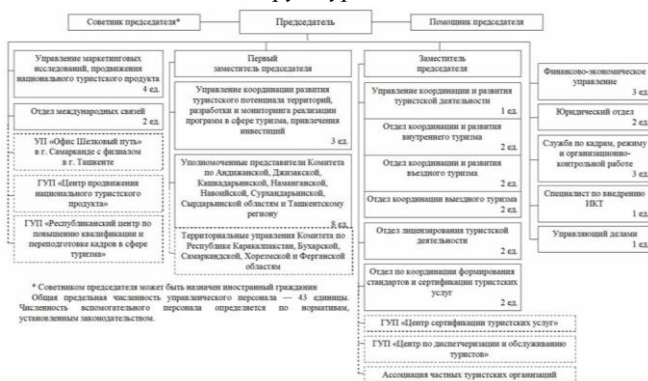 Советник председателя*
Председатель
Помощник председателя
Управление маркетинговых
исследований, продвижения
национального туристского продукта
4 ед.
Отдел международных связей
2 ед.
УП «Офис Шелковый путь»
в г. Самарканде с филиалом
в г. Ташкенте
ГУП «Центр продвижения
национального туристского
продукта»
ГУП «Республиканский центр по
повышению квалификации и
переподготовке кадров в сфере
туризма»
Первый
заместитель председателя
Управление координации развития
туристского потенциала территорий,
разработки и мониторинга реализации
программ в сфере туризма, привлечения
инвестиций
3 ед.
Уполномоченные представители Комитета
по Андижанской, Джизакской,
Кашкадарьинской, Наманганской,
Навоийской, Сурхандарьинской,
Сырдарьинской областям и Ташкентскому
региону
8 ед.
Территориальные управления Комитета по
Республике Каракалпакстан, Бухарской,
Самаркандской, Хорезмской и Ферганской
областям
Заместитель
председателя
Управление координации и развития
туристской деятельности
1 ед.
Отдел координации и развития
внутреннего туризма
2 ед.
Отдел координации и развития
въездного туризма
2 ед.
Отдел координации выездного туризма
2 ед.
Отдел лицензирования туристской
деятельности
2 ед.
Отдел по координации формирования
стандартов и сертификации туристских
услуг
2 ед.
ГУП «Центр сертификации туристских услуг»
ГУП «Центр по диспетчеризации и обслуживанию
туристов»
Ассоциация частных туристских организаций
Финансово-экономическое
управление
3 ед.
Юридический отдел
2 ед.
Служба по кадрам, режиму
и организационно-
контрольной работе
3 ед.
Специалист по внедрению
ИКТ
1 ед.
Управляющий делами
1 ед.
* Советником председателя может быть назначен иностранный гражданин
Общая предельная численность управленческого персонала — 43 единицы.
Численность вспомогательного персонала определяется по нормативам,
установленным законодательством.